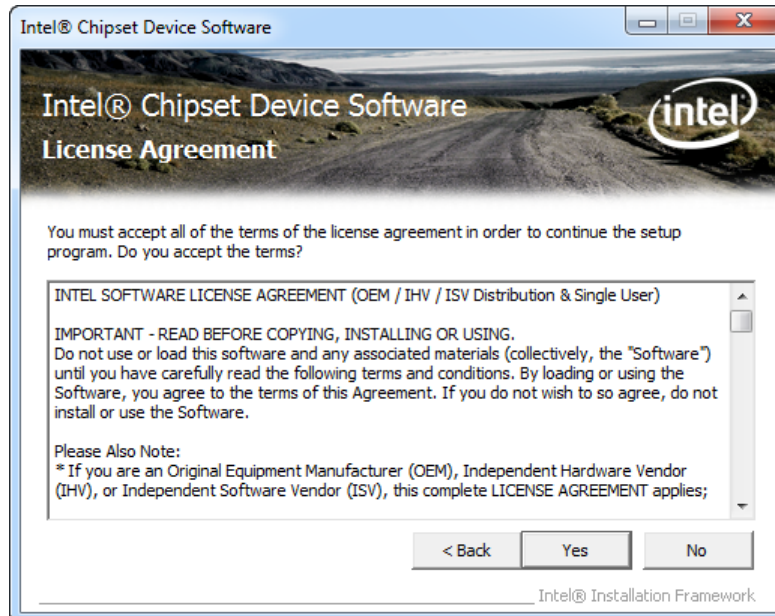 Intel® Chipset Device Software
Intel® Chipset Device Software
intel
License Agreement
You must accept all of the terms of the license agreement in order to continue the setup
program. Do you accept the terms?
INTEL SOFTWARE LICENSE AGREEMENT (OEM / IHV / ISV Distribution & Single User)
IMPORTANT - READ BEFORE COPYING, INSTALLING OR USING.
Do not use or load this software and any associated materials (collectively, the "Software")
until you have carefully read the following terms and conditions. By loading or using the
Software, you agree to the terms of this Agreement. If you do not wish to so agree, do not
install or use the Software.
Please Also Note:
* If you are an Original Equipment Manufacturer (OEM), Independent Hardware Vendor
(IHV), or Independent Software Vendor (ISV), this complete LICENSE AGREEMENT applies;
< Back Yes No
Intel® Installation Framework